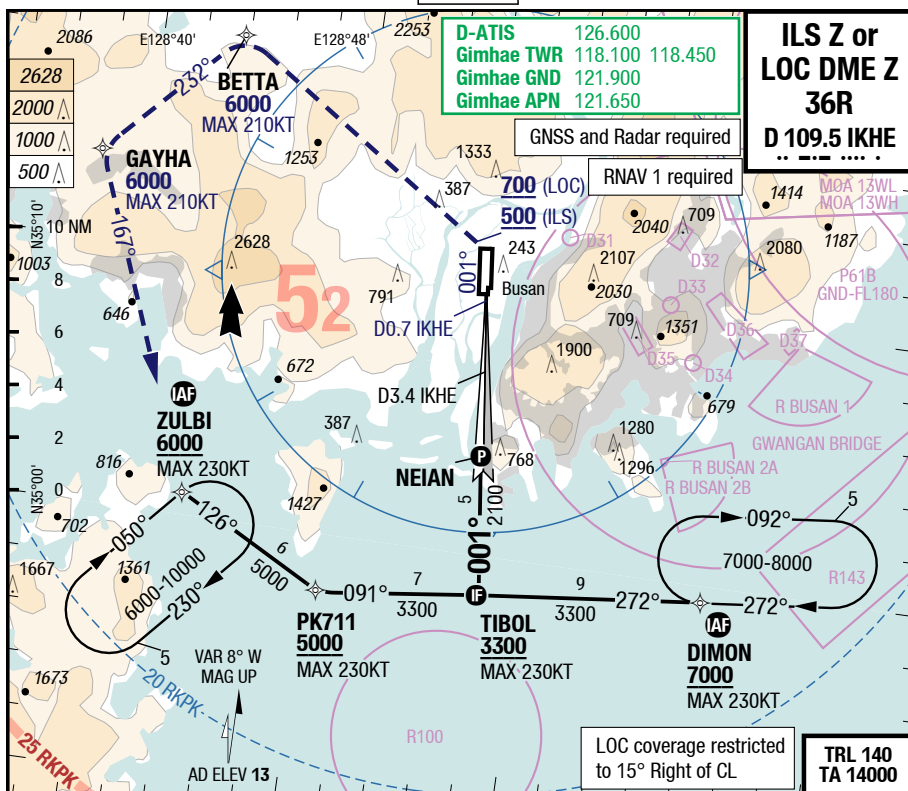 2086
E128°40'
E128°48'
2253
D-ATIS 126.600
Gimhae TWR 118.100 118.450
Gimhae GND 121.900
Gimhae APN 121.650
ILS Z or
LOC DME Z
36R
D 109.5 IKHE
GNSS and Radar required
RNAV 1 required
2628
2000
1000
500
232°
BETTA
6000
MAX 210KT
GAYHA
6000
MAX 210KT
167°
1253
1333
387
700 (LOC)
500 (ILS)
1414
MOA 13WL
MOA 13WH
N35°10'
10 NM
8
6
4
2
0
N35°00'
1003
2628
52
646
791
001°
243
Busan
D31
2040
709
D32
2107
2030
D33
2080
1187
P61B
GND-FL180
D0.7 IKHE
709
1351
D36
D37
D35
D34
1900
672
D3.4 IKHE
679
R BUSAN 1
IAF
ZULBI
6000
MAX 230KT
387
1280
1296
GWANGAN BRIDGE
P
NEIAN
768
R BUSAN 2A
R BUSAN 2B
816
1427
702
5
2100
001°
050°
126°
6
5000
6000-10000
230°
5
1667
1361
092°
5
7000-8000
R143
091°
7
3300
IF
9
3300
272°
272°
PK711
5000
MAX 230KT
TIBOL
3300
MAX 230KT
IAF
DIMON
7000
MAX 230KT
VAR 8° W
MAG UP
1673
20 RKPK
25 RKPK
R100
AD ELEV 13
LOC coverage restricted
to 15° Right of CL
TRL 140
TA 14000